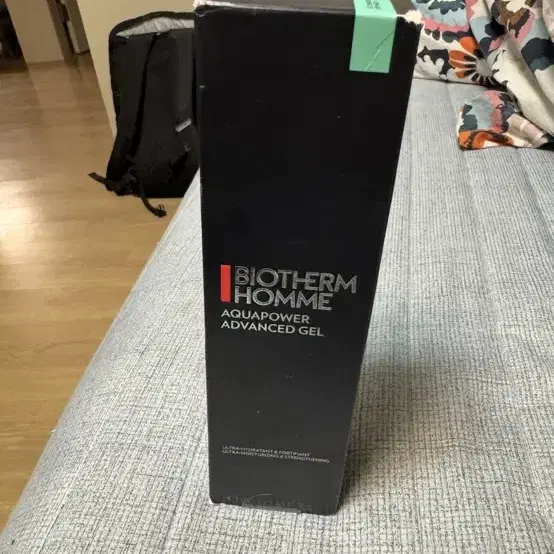 BIOTHERM
HOMME
AQUAPOWER
ADVANCED GEL
ULTRA-HYDRATANT & FORTIFIANT
ULTRA-MOISTURIZING & STRENGTHENING